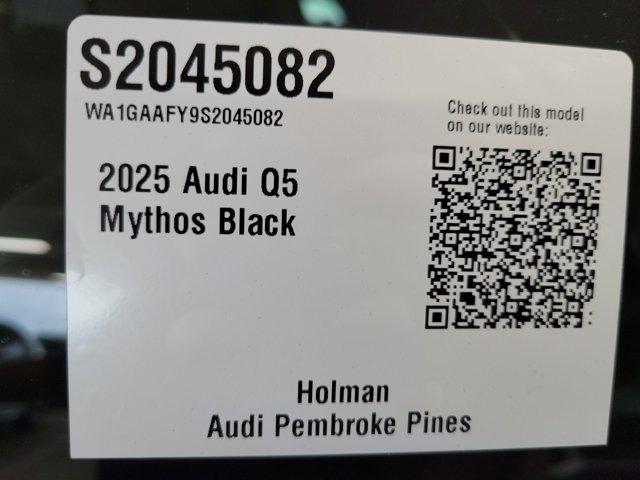 S2045082
WA1GAAFY9S2045082
Check out this model
on our website:
2025 Audi Q5
Mythos Black
Holman
Audi Pembroke Pines